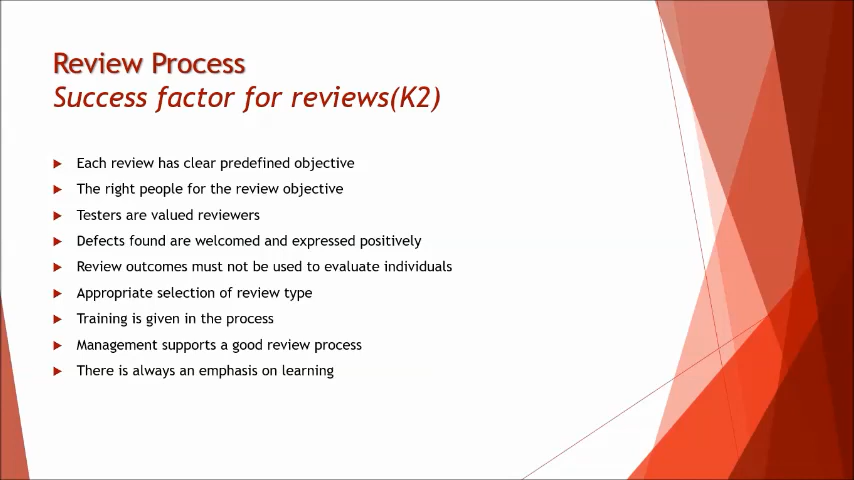 Review Process
Success factor for reviews(K2)
Each review has clear predefined objective
The right people for the review objective
Testers are valued reviewers
Defects found are welcomed and expressed positively
Review outcomes must not be used to evaluate individuals
Appropriate selection of review type
Training is given in the process
Management supports a good review process
There is always an emphasis on learning